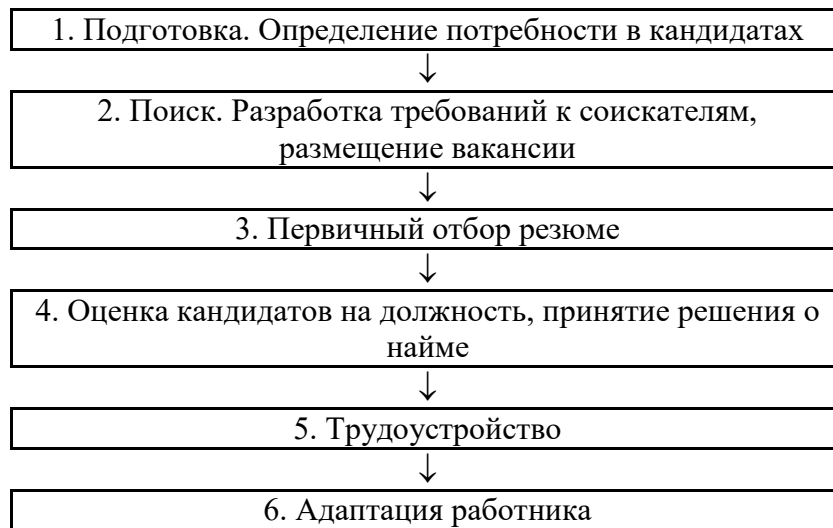 1. Подготовка. Определение потребности в кандидатах
↓
2. Поиск. Разработка требований к соискателям,
размещение вакансии
↓
3. Первичный отбор резюме
↓
4. Оценка кандидатов на должность, принятие решения о
найме
↓
5. Трудоустройство
↓
6. Адаптация работника